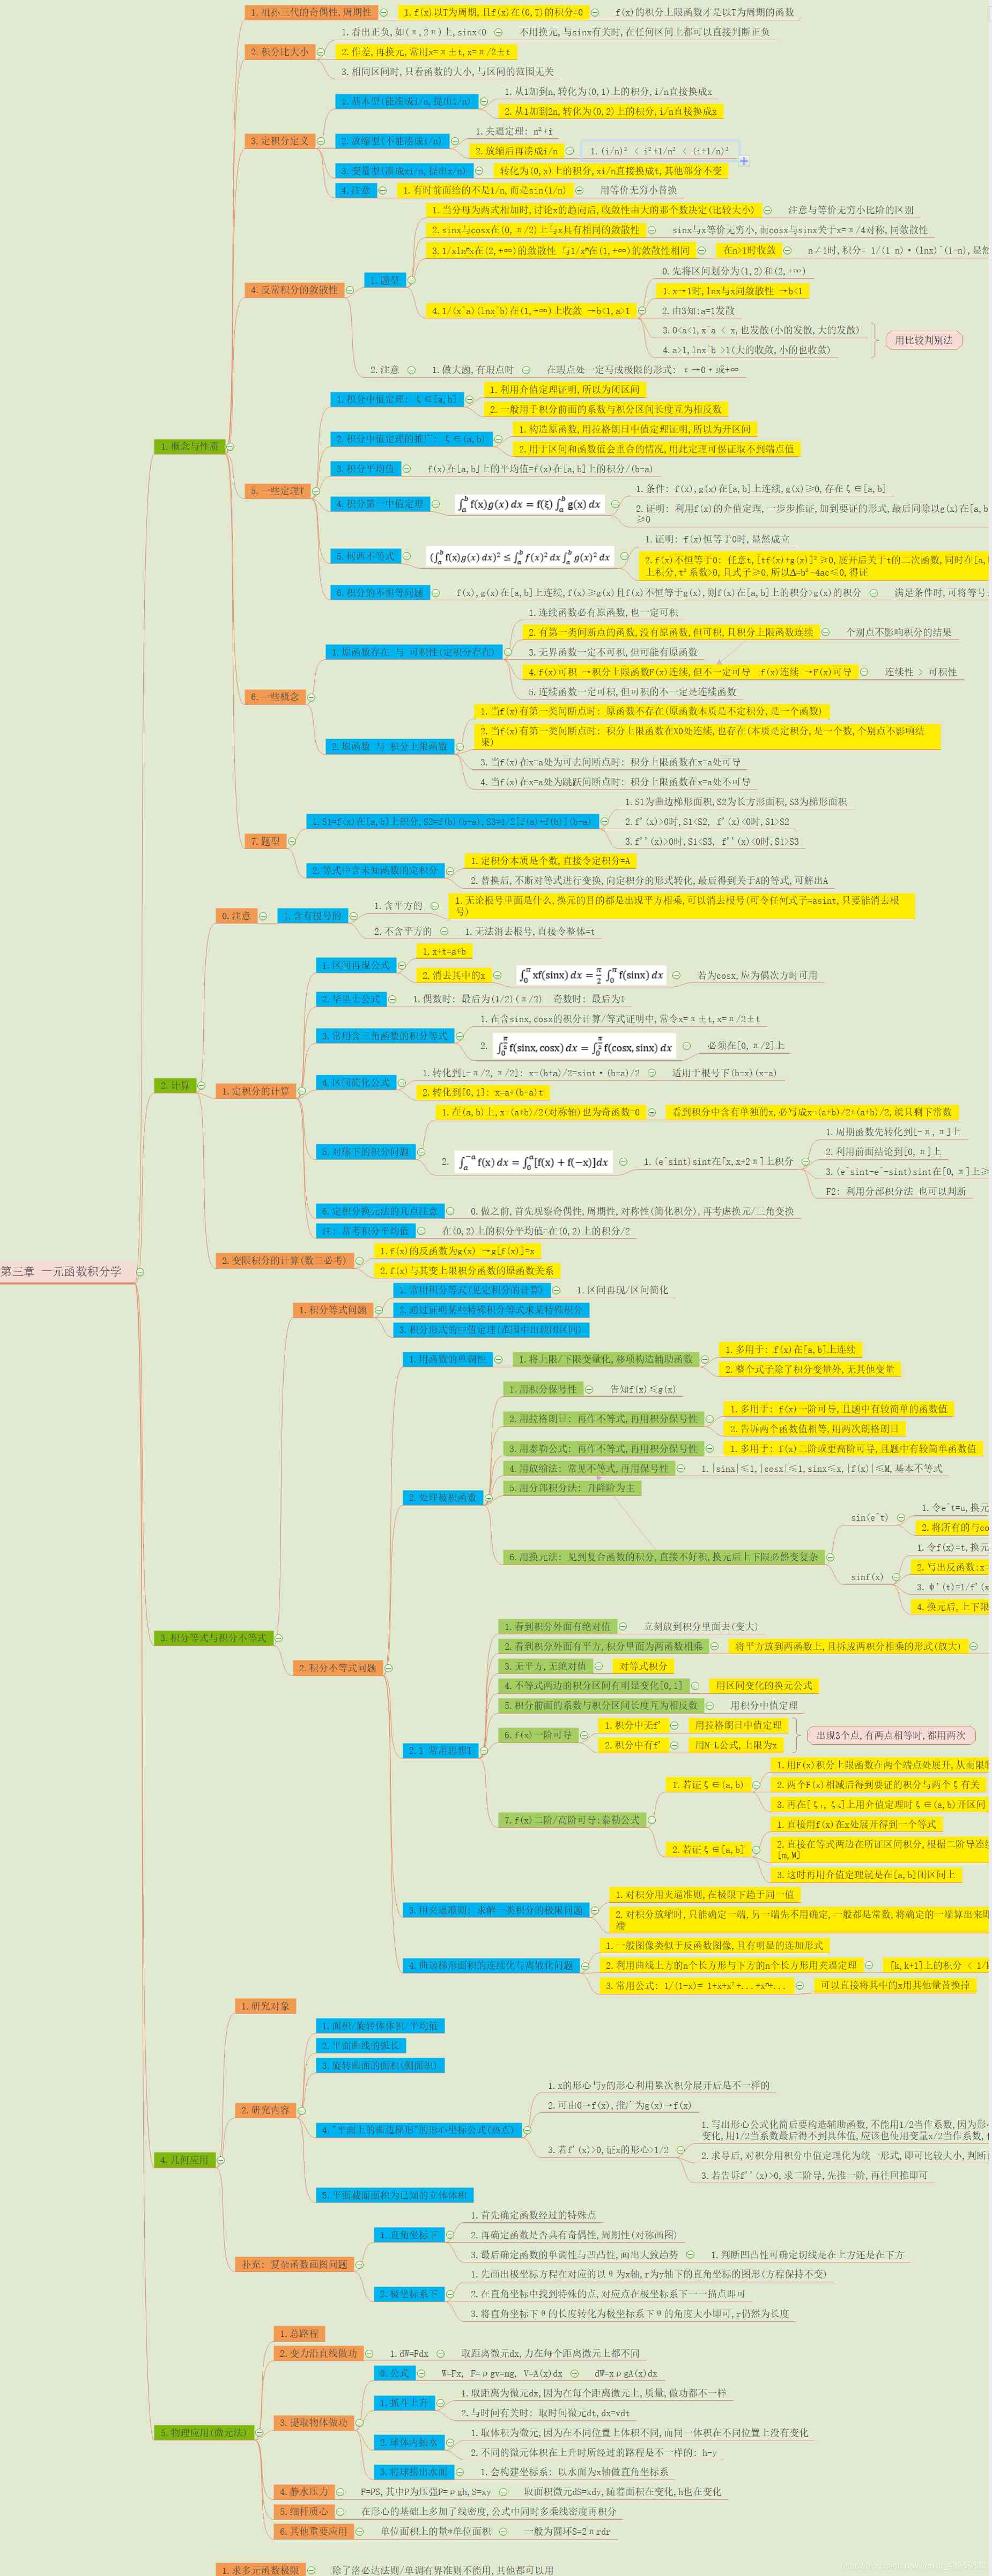 1.祖孙三代的奇偶性,周期性
1.f(x)以T为周期,且f(x)在(0,T)的积分=0
f(x)的积分上限函数才是以T为周期的函数
2.积分比大小
1.看出正负,如(π,2π)上,sinx<0
不用换元,与sinx有关时,在任何区间上都可以直接判断正负
2.作差,再换元,常用x=π±t,x=π/2±t
3.相同区间时,只看函数的大小,与区间的范围无关
3.定积分定义
1.基本型(能凑成i/n,提出1/n)
1.从1加到n,转化为(0,1)上的积分,i/n直接换成x
2.从1加到2n,转化为(0,2)上的积分,i/n直接换成x
2.放缩型(不能凑成i/n)
1.夹逼定理: n²+i
2.放缩后再凑成i/n
1.(i/n)² < i²+1/n² < (i+1/n)²
3.变量型(凑成xi/n,提出x/n)
转化为(0,x)上的积分,xi/n直接换成t,其他部分不变
4.注意
1.有时前面给的不是1/n,而是sin(1/n)
用等价无穷小替换
4.反常积分的敛散性
1.题型
1.当分母为两式相加时,讨论x的趋向后,收敛性由大的那个数决定(比较大小)
注意与等价无穷小比阶的区别
2.sinx与cosx在(0,π/2)上与x具有相同的敛散性
sinx与x等价无穷小,而cosx与sinx关于x=π/4对称,同敛散性
3.1/xlnⁿx在(2,+∞)的敛散性 与1/xⁿ在(1,+∞)的敛散性相同
在n>1时收敛
n≠1时,积分= 1/(1-n)·(lnx)^(1-n),显然
4.1/(x^a)(lnx^b)在(1,+∞)上收敛 →b<1,a>1
0.先将区间划分为(1,2)和(2,+∞)
1.x→1时,lnx与x同敛散性 →b<1
2.由3知:a=1发散
3.0<a<1,x^a < x,也发散(小的发散,大的发散)
4.a>1,lnx^b >1(大的收敛,小的也收敛)
用比较判别法
2.注意
1.做大题,有瑕点时
在瑕点处一定写成极限的形式: ε→0·或+∞
1.概念与性质
5.一些定理T
1.积分中值定理: ζ∈[a,b]
1.利用介值定理证明,所以为闭区间
2.一般用于积分前面的系数与积分区间长度互为相反数
2.积分中值定理的推广: ζ∈(a,b)
1.构造原函数,用拉格朗日中值定理证明,所以为开区间
2.用于区间和函数值会重合的情况,用此定理可保证取不到端点值
3.积分平均值
f(x)在[a,b]上的平均值=f(x)在[a,b]上的积分/(b-a)
4.积分第一中值定理
∫ₐᵇ f(x)g(x) dx = f(ξ) ∫ₐᵇ g(x) dx
1.条件: f(x),g(x)在[a,b]上连续,g(x)≥0,存在ζ∈[a,b]
2.证明: 利用f(x)的介值定理,一步步推证,加到要证的形式,最后同除以g(x)在[a,b
≥0
5.柯西不等式
(∫ₐᵇ f(x)g(x) dx)² ≤ ∫ₐᵇ f(x)² dx ∫ₐᵇ g(x)² dx
1.证明: f(x)恒等于0时,显然成立
2.f(x)不恒等于0: 任意t,[tf(x)+g(x)]²≥0,展开后关于t的二次函数,同时在[a,
上积分,t²系数>0,且式子≥0,所以Δ=b²-4ac≤0,得证
6.积分的不恒等问题
f(x),g(x)在[a,b]上连续,f(x)≥g(x)且f(x)不恒等于g(x),则f(x)在[a,b]上的积分>g(x)的积分
满足条件时,可将等号
6.一些概念
1.原函数存在 与 可积性(定积分存在)
1.连续函数必有原函数,也一定可积
2.有第一类间断点的函数,没有原函数,但可积,且积分上限函数连续
个别点不影响积分的结果
3.无界函数一定不可积,但可能有原函数
4.f(x)可积 →积分上限函数F(x)连续,但不一定可导 f(x)连续 →F(x)可导
连续性 > 可积性
5.连续函数一定可积,但可积的不一定是连续函数
2.原函数 与 积分上限函数
1.当f(x)有第一类间断点时: 原函数不存在(原函数本质是不定积分,是一个函数)
2.当f(x)有第一类间断点时: 积分上限函数在X0处连续,也存在(本质是定积分,是一个数,个别点不影响结
果)
3.当f(x)在x=a处为可去间断点时: 积分上限函数在x=a处可导
4.当f(x)在x=a处为跳跃间断点时: 积分上限函数在x=a处不可导
7.题型
1.S1=f(x)在[a,b]上积分,S2=f(b)(b-a),S3=1/2[f(a)-f(b)](b-a)
1.S1为曲边梯形面积,S2为长方形面积,S3为梯形面积
2.f'(x)>0时,S1<S2, f'(x)<0时,S1>S2
3.f''(x)>0时,S1<S3, f''(x)<0时,S1>S3
2.等式中含未知函数的定积分
1.定积分本质是个数,直接令定积分=A
2.替换后,不断对等式进行变换,向定积分的形式转化,最后得到关于A的等式,可解出A
2.计算
0.注意
1.含有根号的
1.含平方的
1.无论根号里面是什么,换元的目的都是出现平方相乘,可以消去根号(可令任何式子=asint,只要能消去根
号)
2.不含平方的
1.无法消去根号,直接令整体=t
1.定积分的计算
1.区间再现公式
1.x+t=a+b
2.消去其中的x
∫₀^π xf(sinx) dx = π/2 ∫₀^π f(sinx) dx
若为cosx,应为偶次方时可用
2.华里士公式
1.偶数时: 最后为(1/2)(π/2) 奇数时: 最后为1
3.常用含三角函数的积分等式
1.在含sinx,cosx的积分计算/等式证明中,常令x=π±t,x=π/2±t
2. ∫₀^(π/2) f(sinx,cosx) dx = ∫₀^(π/2) f(cosx,sinx) dx
必须在[0,π/2]上
4.区间简化公式
1.转化到[-π/2,π/2]: x-(b+a)/2=sint·(b-a)/2
适用于根号下(b-x)(x-a)
2.转化到[0,1]: x=a+(b-a)t
5.对称下的积分问题
1.在(a,b)上,x-(a+b)/2(对称轴)也为奇函数=0
看到积分中含有单独的x,必写成x-(a+b)/2+(a+b)/2,就只剩下常数
2. ∫ₐ^(-a) f(x) dx = ∫₀^a [f(x) + f(−x)]dx
1.(e^sint)sint在[x,x+2π]上积分
1.周期函数先转化到[-π,π]上
2.利用前面结论到[0,π]上
3.(e^sint-e^-sint)sint在[0,π]上≥
F2: 利用分部积分法 也可以判断
6.定积分换元法的几点注意
0.做之前,首先观察奇偶性,周期性,对称性(简化积分),再考虑换元/三角变换
注: 常考积分平均值
在(0,2)上的积分平均值=在(0,2)上的积分/2
2.变限积分的计算(数二必考)
1.f(x)的反函数为g(x) →g[f(x)]=x
2.f(x)与其变上限积分函数的原函数关系
第三章 一元函数积分学
3.积分等式与积分不等式
1.积分等式问题
1.常用积分等式(见定积分的计算)
1.区间再现/区间简化
2.通过证明某些特殊积分等式求某特殊积分
3.积分形式的中值定理(范围中出现闭区间)
2.积分不等式问题
1.用函数的单调性
1.将上限/下限变量化,移项构造辅助函数
1.多用于: f(x)在[a,b]上连续
2.整个式子除了积分变量外,无其他变量
2.处理被积函数
1.用积分保号性
告知f(x)≤g(x)
2.用拉格朗日: 再作不等式,再用积分保号性
1.多用于: f(x)一阶可导,且题中有较简单的函数值
2.告诉两个函数值相等,用两次朗格朗日
3.用泰勒公式: 再作不等式,再用积分保号性
1.多用于: f(x)二阶或更高阶可导,且题中有较简单函数值
4.用放缩法: 常见不等式,再用保号性
1.|sinx|≤1,|cosx|≤1,sinx≤x,|f(x)|≤M,基本不等式
5.用分部积分法: 升降阶为主
6.用换元法: 见到复合函数的积分,直接不好积,换元后上下限必然变复杂
sin(e^t)
1.令e^t=u,换元
2.将所有的与co
sinf(x)
1.令f(x)=t,换元
2.写出反函数:x=
3.ψ'(t)=1/f'(x
4.换元后,上下限
2.1 常用思想T
1.看到积分外面有绝对值
立刻放到积分里面去(变大)
2.看到积分外面有平方,积分里面为两函数相乘
将平方放到两函数上,且拆成两积分相乘的形式(放大)
3.无平方,无绝对值
对等式积分
4.不等式两边的积分区间有明显变化[0,1]
用区间变化的换元公式
5.积分前面的系数与积分区间长度互为相反数
用积分中值定理
6.f(x)一阶可导
1.积分中无f'
用拉格朗日中值定理
2.积分中有f'
用N-L公式,上限为x
出现3个点,有两点相等时,都用两次
7.f(x)二阶/高阶可导:泰勒公式
1.若证ζ∈(a,b)
1.用F(x)积分上限函数在两个端点处展开,从而限制
2.两个F(x)相减后得到要证的积分与两个ζ有关
3.再在[ζ₁,ζ₂]上用介值定理时ζ∈(a,b)开区间
2.若证ζ∈[a,b]
1.直接用f(x)在x处展开得到一个等式
2.直接在等式两边在所证区间积分,根据二阶导连续
[m,M]
3.这时再用介值定理就是在[a,b]闭区间上
3.用夹逼准则: 求解一类积分的极限问题
1.对积分用夹逼准则,在极限下趋于同一值
2.对积分放缩时,只能确定一端,另一端先不用确定,一般都是常数,将确定的一端算出来
端
4.曲边梯形面积的连续化与离散化问题
1.一般图像类似于反函数图像,且有明显的连加形式
2.利用曲线上方的n个长方形与下方的n个长方形用夹逼定理
[k,k+1]上的积分 < 1/k
3.常用公式: 1/(1-x)= 1+x+x²+...+xⁿ+...
可以直接将其中的x用其他量替换掉
4.几何应用
1.研究对象
2.研究内容
1.面积/旋转体体积/平均值
2.平面曲线的弧长
3.旋转曲面的面积(侧面积)
4."平面上的曲边梯形"的形心坐标公式(热点)
1.x的形心与y的形心利用累次积分展开后是不一样的
2.可由0→f(x),推广为g(x)→f(x)
3.若f'(x)>0,证x的形心>1/2
1.写出形心公式化简后要构造辅助函数,不能用1/2当作系数,因为形心
变化,用1/2当系数最后得不到具体值,应该也使用变量x/2当作系数,
2.求导后,对积分用积分中值定理化为统一形式,即可比较大小,判断
3.若告诉f''(x)>0,求二阶导,先推一阶,再往回推即可
5.平面截面面积为已知的立体体积
补充: 复杂函数画图问题
1.直角坐标下
1.首先确定函数经过的特殊点
2.再确定函数是否具有奇偶性,周期性(对称画图)
3.最后确定函数的单调性与凹凸性,画出大致趋势
1.判断凹凸性可确定切线是在上方还是在下方
2.极坐标系下
1.先画出极坐标方程在对应的以θ为x轴,r为y轴下的直角坐标的图形(方程保持不变)
2.在直角坐标中找到特殊的点,对应点在极坐标系下一一描点即可
3.将直角坐标下θ的长度转化为极坐标系下θ的角度大小即可,r仍然为长度
5.物理应用(微元法)
1.总路程
2.变力沿直线做功
1.dW=Fdx
取距离微元dx,力在每个距离微元上都不同
3.提取物体做功
0.公式
W=Fx, F=ρgv=mg, V=A(x)dx
dW=xρgA(x)dx
1.抓斗上升
1.取距离为微元dx,因为在每个距离微元上,质量,做功都不一样
2.与时间有关时: 取时间微元dt,dx=vdt
2.球体内抽水
1.取体积为微元,因为在不同位置上体积不同,而同一体积在不同位置上没有变化
2.不同的微元体积在上升时所经过的路程是不一样的: h-y
3.将球捞出水面
1.会构建坐标系: 以水面为x轴做直角坐标系
4.静水压力
F=PS,其中P为压强P=ρgh,S=xy
取面积微元dS=xdy,随着面积在变化,h也在变化
5.细杆质心
在形心的基础上多加了线密度,公式中同时多乘线密度再积分
6.其他重要应用
单位面积上的量*单位面积
一般为圆环S=2πrdr
1.求多元函数极限
除了洛必达法则/单调有界准则不能用,其他都可以用